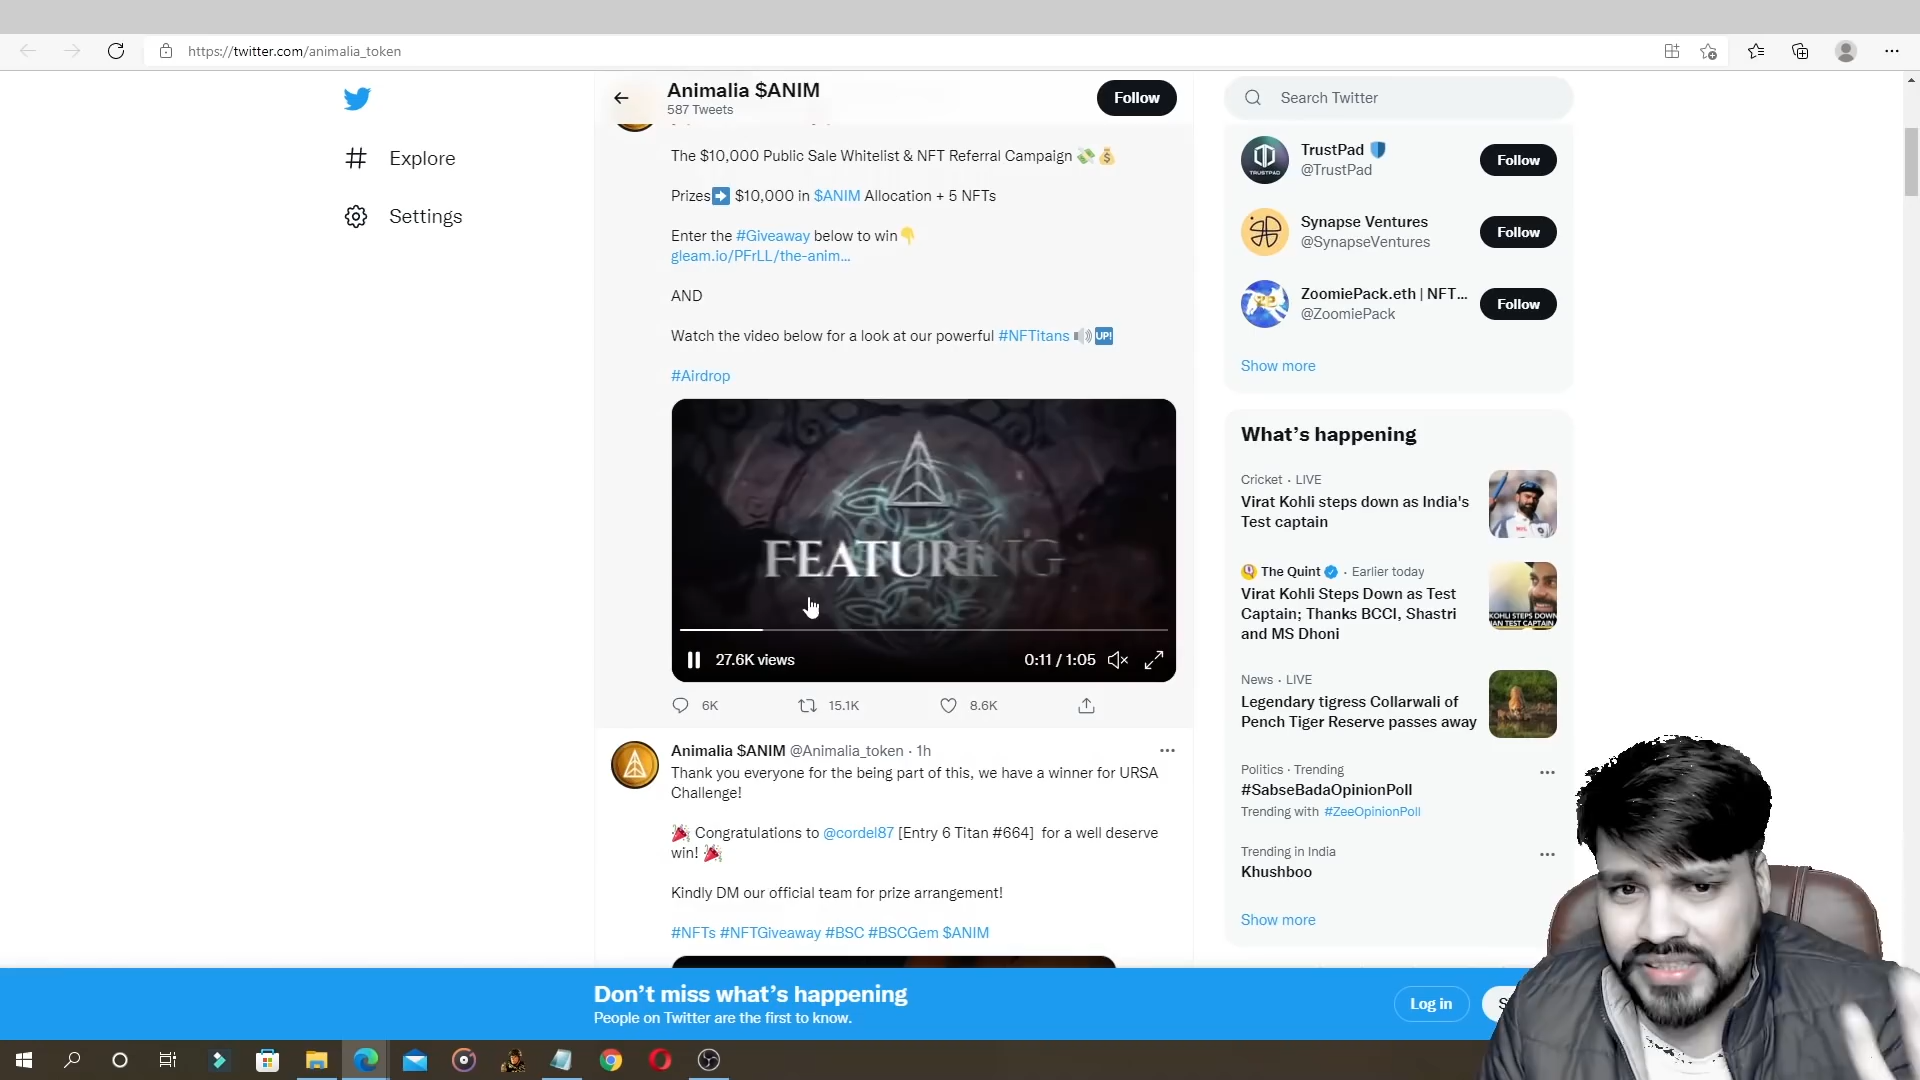 https://twitter.com/animalia_token
Animalia $ANIM
587 Tweets
Follow
Search Twitter
Explore
Settings
The $10,000 Public Sale Whitelist & NFT Referral Campaign
Prizes $10,000 in $ANIM Allocation + 5 NFTs
Enter the #Giveaway below to win
gleam.io/PFrLL/the-anim...
AND
Watch the video below for a look at our powerful #NFTitans UP!
#Airdrop
FEATURING
27.6K views
0:11 / 1:05
6K
15.1K
8.6K
Animalia $ANIM @Animalia_token · 1h
Thank you everyone for the being part of this, we have a winner for URSA
Challenge!
Congratulations to @cordel87 [Entry 6 Titan #664] for a well deserve
win!
Kindly DM our official team for prize arrangement!
#NFTs #NFTGiveaway #BSC #BSCGem $ANIM
TRUSTPAD
TrustPad
@TrustPad
Follow
Synapse Ventures
@SynapseVentures
Follow
ZoomiePack.eth | NFT...
@ZoomiePack
Follow
Show more
What's happening
Cricket · LIVE
Virat Kohli steps down as India's
Test captain
The Quint · Earlier today
Virat Kohli Steps Down as Test
Captain; Thanks BCCI, Shastri
and MS Dhoni
KOHLI STEPS DOWN
AN TEST CAPTAIN
News · LIVE
Legendary tigress Collarwali of
Pench Tiger Reserve passes away
Politics · Trending
#SabseBadaOpinionPoll
Trending with #ZeeOpinionPoll
Trending in India
Khushboo
Show more
Don't miss what's happening
People on Twitter are the first to know.
Log in